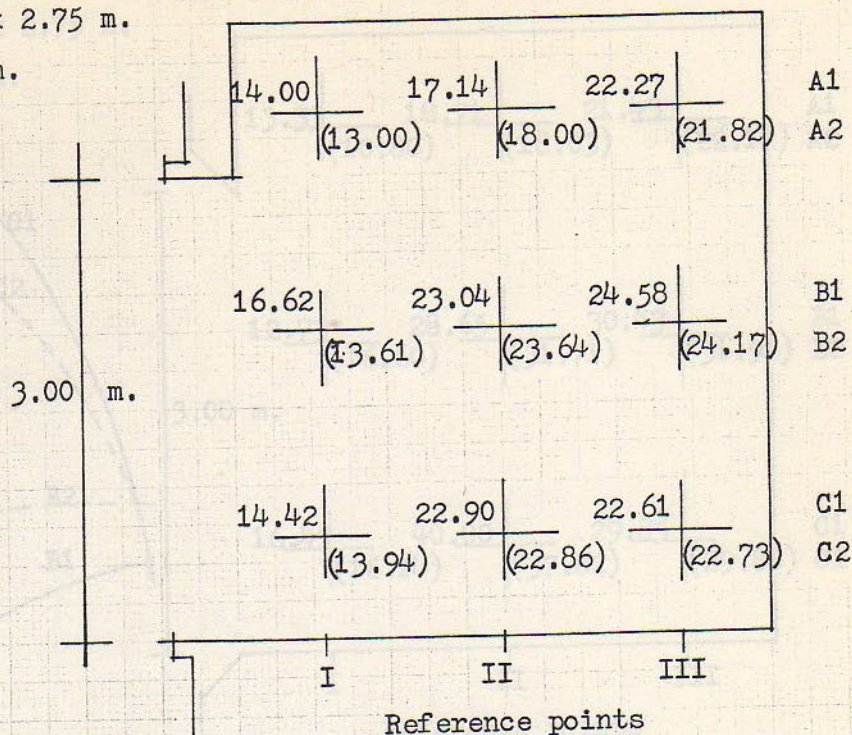 2.75 m.
m.
14.00 17.14 22.27 A1
(13.00) (18.00) (21.82) A2
16.62 23.04 24.58 B1
(13.61) (23.64) (24.17) B2
3.00 m.
14.42 22.90 22.61 C1
(13.94) (22.86) (22.73) C2
I II III
Reference points